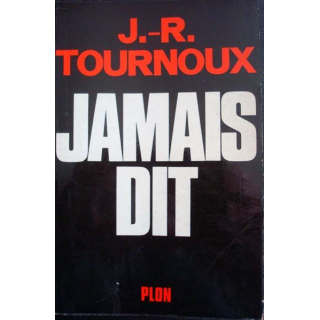 J.-R.
TOURNOUX
JAMAIS
DIT
PLON